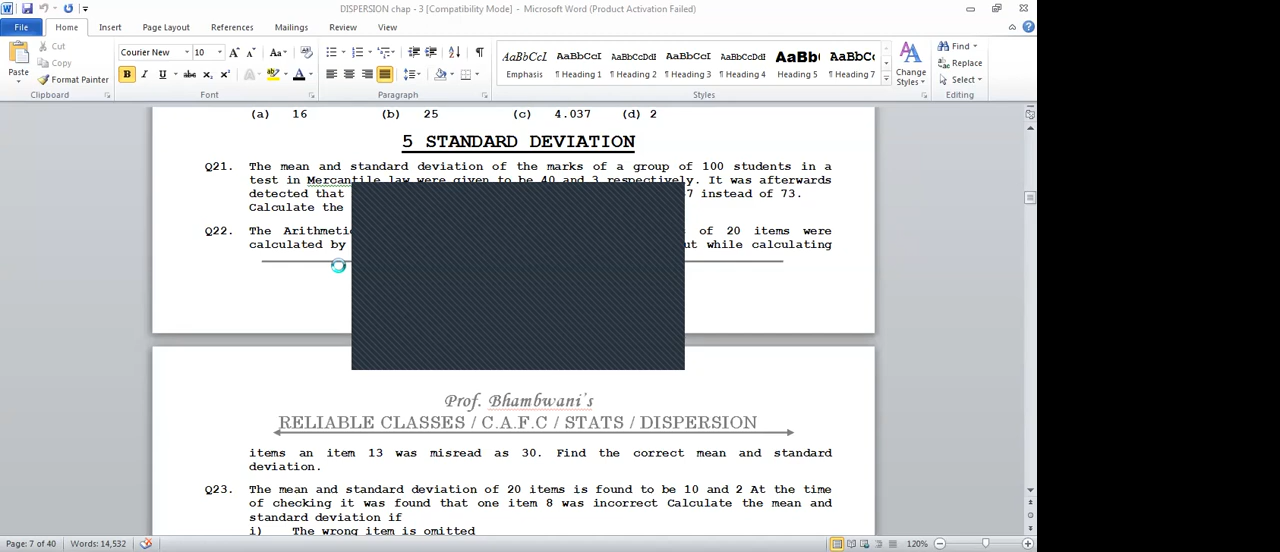 DISPERSION chap - 3 [Compatibility Mode] - Microsoft Word (Product Activation Failed)
File Home Insert Page Layout References Mailings Review View
Paste Cut Copy Format Painter
Courier New 10 Aa
B I U abc X₂ X² A
AaBbCcI AaBbCcI AaBbCcDdI AaBbCcI AaBbCcDdI AaBbC AaBbCc
Emphasis ¶ Heading 1 ¶ Heading 2 ¶ Heading 3 ¶ Heading 4 Heading 5 ¶ Heading 7
Change Styles
Find Replace Select
Clipboard Font Paragraph Styles Editing
(a) 16 (b) 25 (c) 4.037 (d) 2
5 STANDARD DEVIATION
Q21. The mean and standard deviation of the marks of a group of 100 students in a
test in Mercantile law were given to be 40 and 3 respectively. It was afterwards
detected that 7 instead of 73.
Calculate the
Q22. The Arithmetic of 20 items were
calculated by while calculating
Prof. Bhambwani's
RELIABLE CLASSES / C.A.F.C / STATS / DISPERSION
items an item 13 was misread as 30. Find the correct mean and standard
deviation.
Q23. The mean and standard deviation of 20 items is found to be 10 and 2 At the time
of checking it was found that one item 8 was incorrect Calculate the mean and
standard deviation if
i) The wrong item is omitted
Page: 7 of 40 Words: 14,532 120%